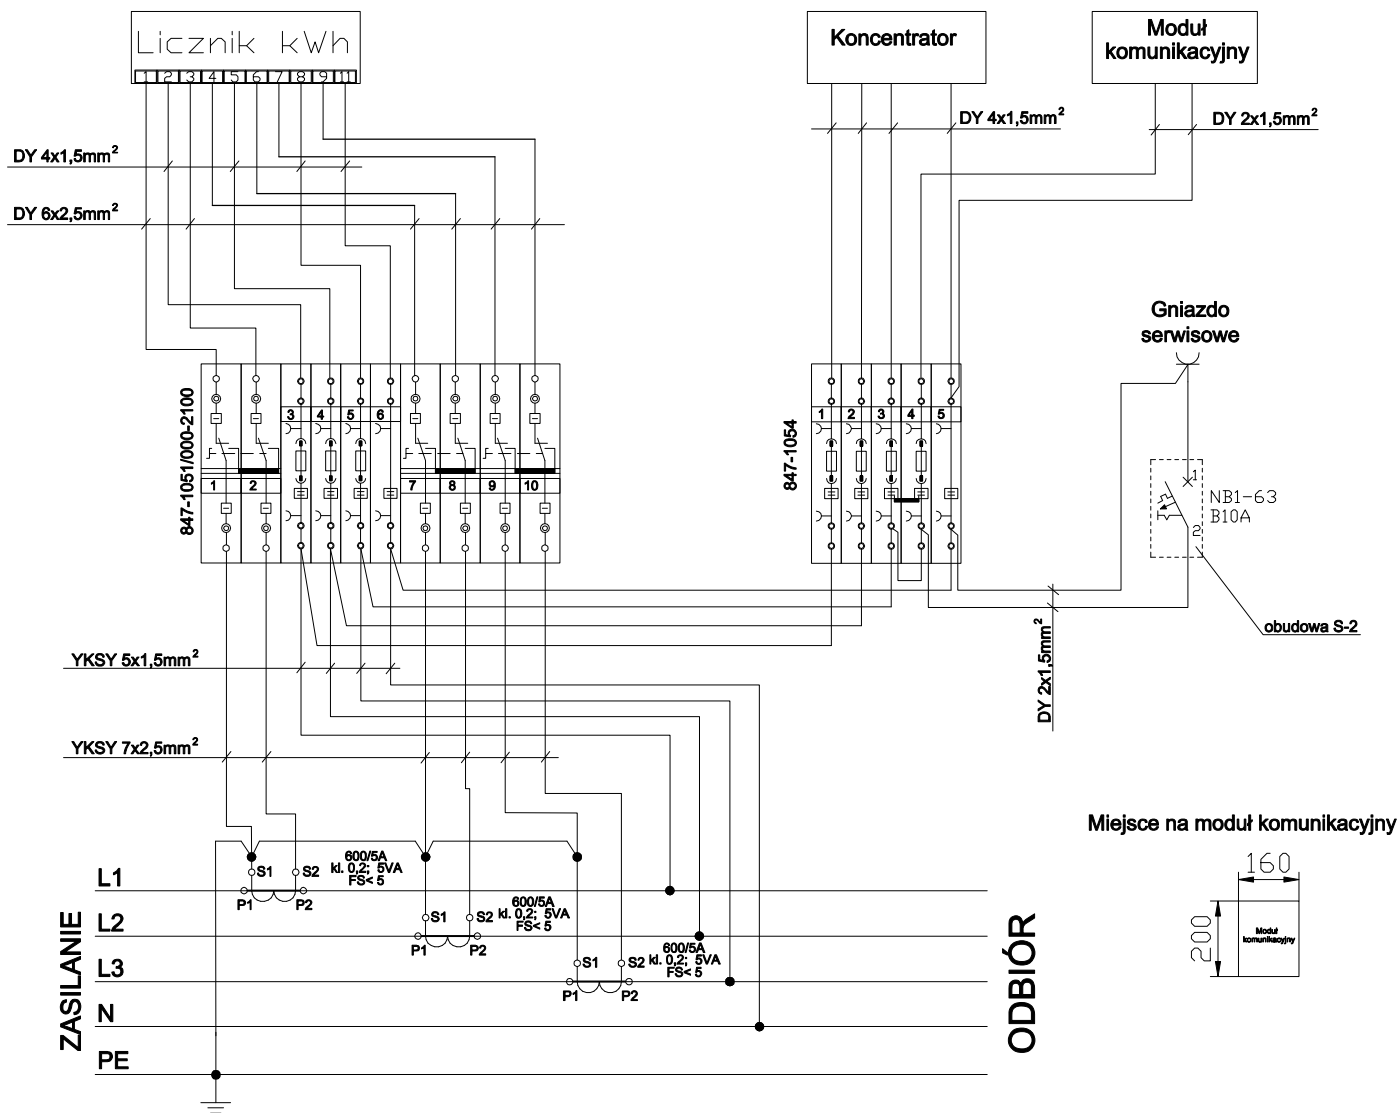 Licznik kWh
1 2 3 4 5 6 7 8 9 11
Koncentrator
Moduł
komunikacyjny
DY 4x1,5mm²
DY 2x1,5mm²
DY 4x1,5mm²
DY 6x2,5mm²
Gniazdo
serwisowe
847-1051/000-2100
1 2 3 4 5 6 7 8 9 10
847-1054
1 2 3 4 5
1
NB1-63
B10A
2
obudowa S-2
DY 2x1,5mm²
YKSY 5x1,5mm²
YKSY 7x2,5mm²
Miejsce na moduł komunikacyjny
160
200
Moduł
komunikacyjny
600/5A
kl. 0,2; 5VA
FS< 5
S1 S2
P1 P2
600/5A
kl. 0,2; 5VA
FS< 5
S1 S2
P1 P2
600/5A
kl. 0,2; 5VA
FS< 5
S1 S2
P1 P2
ZASILANIE
L1
L2
L3
N
PE
ODBIÓR